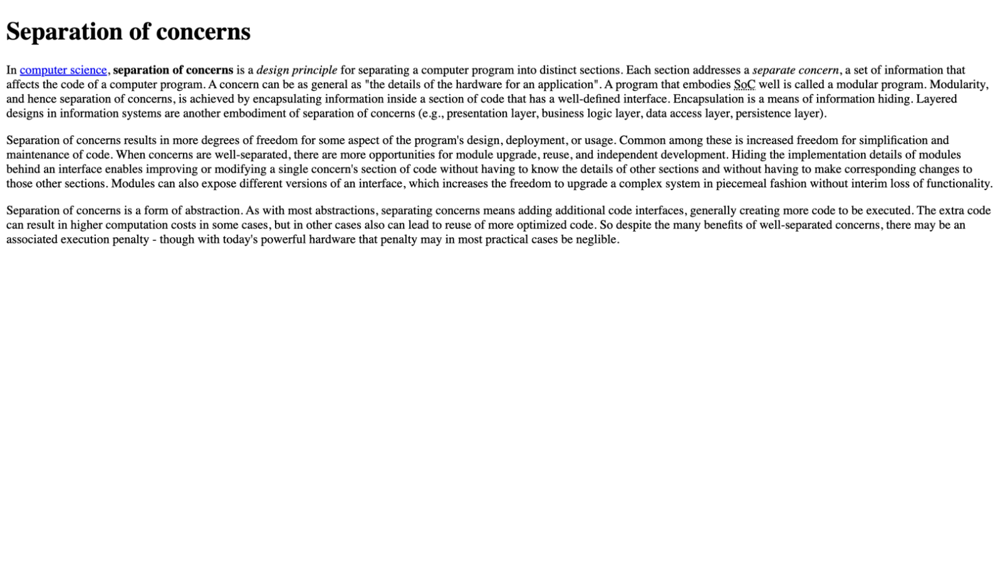 Separation of concerns
In computer science, separation of concerns is a design principle for separating a computer program into distinct sections. Each section addresses a separate concern, a set of information that
affects the code of a computer program. A concern can be as general as "the details of the hardware for an application". A program that embodies SoC well is called a modular program. Modularity,
and hence separation of concerns, is achieved by encapsulating information inside a section of code that has a well-defined interface. Encapsulation is a means of information hiding. Layered
designs in information systems are another embodiment of separation of concerns (e.g., presentation layer, business logic layer, data access layer, persistence layer).
Separation of concerns results in more degrees of freedom for some aspect of the program's design, deployment, or usage. Common among these is increased freedom for simplification and
maintenance of code. When concerns are well-separated, there are more opportunities for module upgrade, reuse, and independent development. Hiding the implementation details of modules
behind an interface enables improving or modifying a single concern's section of code without having to know the details of other sections and without having to make corresponding changes to
those other sections. Modules can also expose different versions of an interface, which increases the freedom to upgrade a complex system in piecemeal fashion without interim loss of functionality.
Separation of concerns is a form of abstraction. As with most abstractions, separating concerns means adding additional code interfaces, generally creating more code to be executed. The extra code
can result in higher computation costs in some cases, but in other cases also can lead to reuse of more optimized code. So despite the many benefits of well-separated concerns, there may be an
associated execution penalty - though with today's powerful hardware that penalty may in most practical cases be neglible.